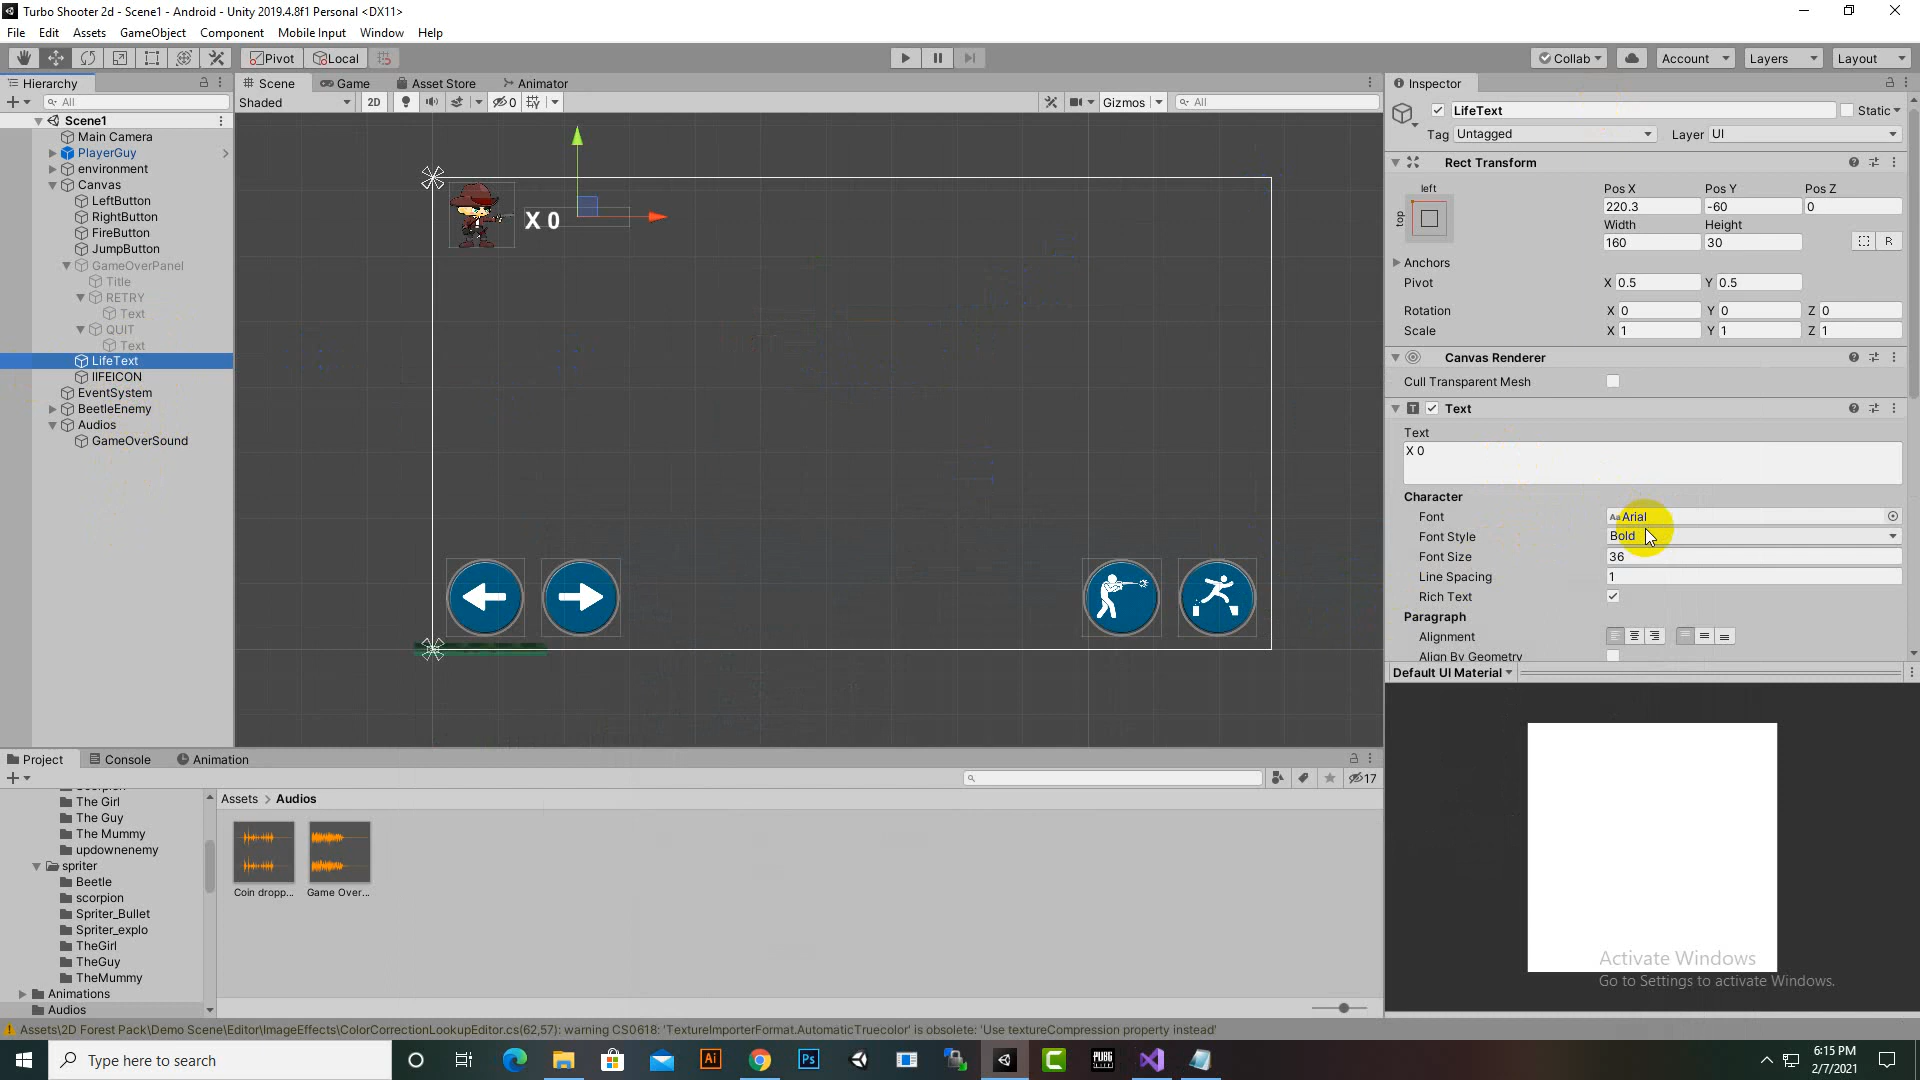 Turbo Shooter 2d - Scene1 - Android - Unity 2019.4.8f1 Personal <DX11>
File Edit Assets GameObject Component Mobile Input Window Help
Pivot Local Collab Account Layers Layout
Hierarchy Scene Game Asset Store Animator Inspector
All Shaded 2D 0 Gizmos All
Scene1
Main Camera
PlayerGuy
environment
Canvas
LeftButton
RightButton
FireButton
JumpButton
GameOverPanel
Title
RETRY
Text
QUIT
Text
LifeText
lIFEICON
EventSystem
BeetleEnemy
Audios
GameOverSound
X 0
LifeText Static
Tag Untagged Layer UI
Rect Transform
left Pos X Pos Y Pos Z
top 220.3 -60 0
Width Height
160 30 R
Anchors
Pivot X 0.5 Y 0.5
Rotation X 0 Y 0 Z 0
Scale X 1 Y 1 Z 1
Canvas Renderer
Cull Transparent Mesh
T Text
Text
X 0
Character
Font Aa Arial
Font Style Bold
Font Size 36
Line Spacing 1
Rich Text
Paragraph
Alignment
Align By Geometry
Default UI Material
Project Console Animation
17
Scorpion
The Girl
The Guy
The Mummy
updownenemy
spriter
Beetle
scorpion
Spriter_Bullet
Spriter_explo
TheGirl
TheGuy
TheMummy
Animations
Audios
Assets > Audios
Coin dropp... Game Over...
Activate Windows
Go to Settings to activate Windows.
Assets\2D Forest Pack\Demo Scene\Editor\ImageEffects\ColorCorrectionLookupEditor.cs(62,57): warning CS0618: 'TextureImporterFormat.AutomaticTruecolor' is obsolete: 'Use textureCompression property instead'
Type here to search
Ai Ps PUBG
6:15 PM
2/7/2021